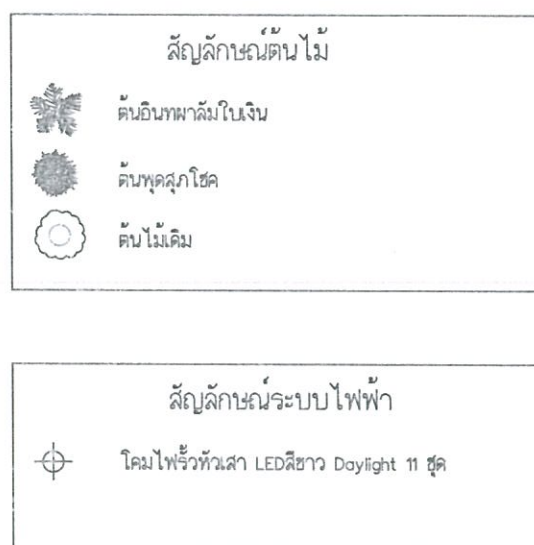 สัญลักษณ์ต้นไม้
ต้นอินทผาลัมใบเงิน
ต้นพุดสุภโชค
ต้นไม้เดิม
สัญลักษณ์ระบบไฟฟ้า
โคมไฟรั้วหัวเสา LEDสีขาว Daylight 11 ชุด